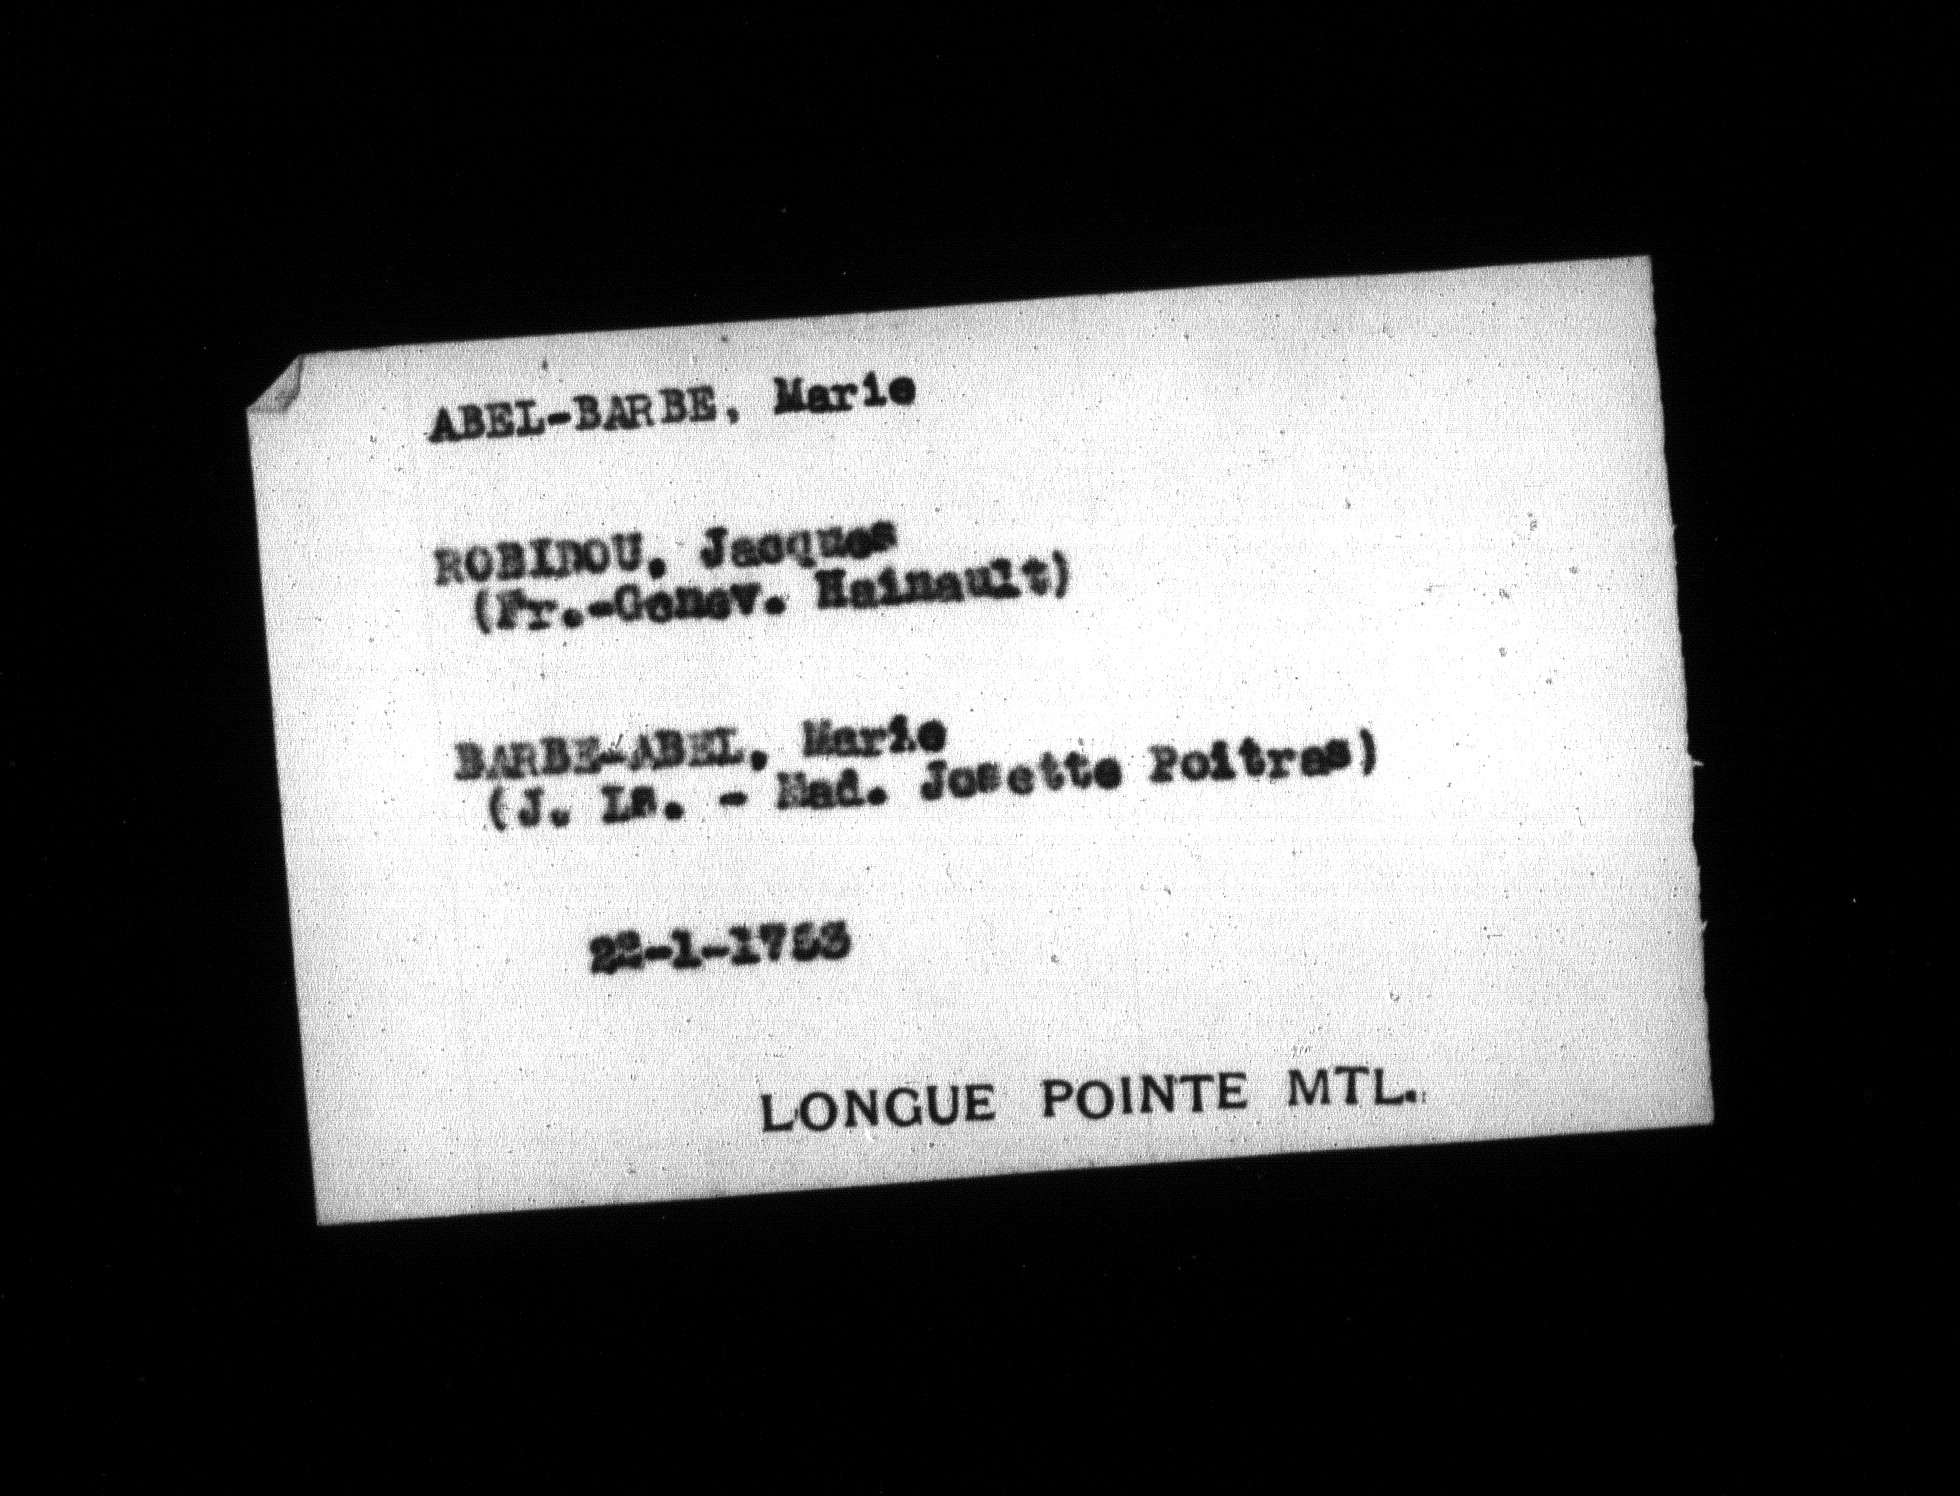 ABEL-BARBE, Marie
ROBIDOU, Jacques
(Fr.-Genev. Hainault)
BARBE-ABEL, Marie
(J. Ls. - Mad. Josette Poitras)
22-1-1753
LONGUE POINTE MTL.